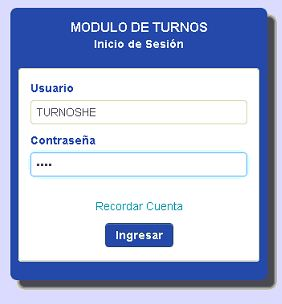 MODULO DE TURNOS
Inicio de Sesión
Usuario
TURNOSHE
Contraseña
••••
Recordar Cuenta
Ingresar